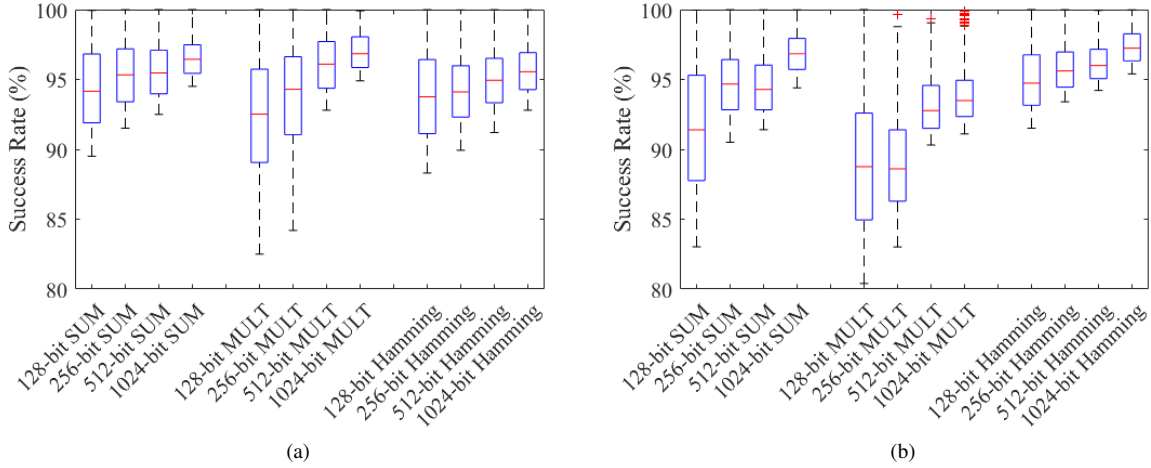 Success Rate (%)
100
95
90
85
80
128-bit SUM
256-bit SUM
512-bit SUM
1024-bit SUM
128-bit MULT
256-bit MULT
512-bit MULT
1024-bit MULT
128-bit Hamming
256-bit Hamming
512-bit Hamming
1024-bit Hamming
(a)
Success Rate (%)
100
95
90
85
80
128-bit SUM
256-bit SUM
512-bit SUM
1024-bit SUM
128-bit MULT
256-bit MULT
512-bit MULT
1024-bit MULT
128-bit Hamming
256-bit Hamming
512-bit Hamming
1024-bit Hamming
(b)